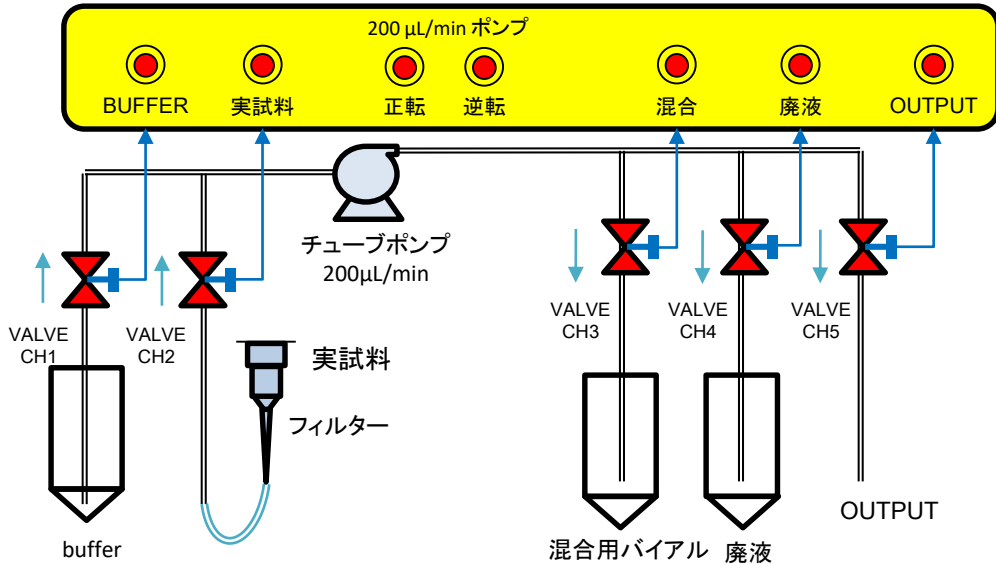 200 µL/min ポンプ
BUFFER
実試料
正転
逆転
混合
廃液
OUTPUT
チューブポンプ
200µL/min
VALVE
CH1
VALVE
CH2
VALVE
CH3
VALVE
CH4
VALVE
CH5
実試料
フィルター
buffer
混合用バイアル
廃液
OUTPUT